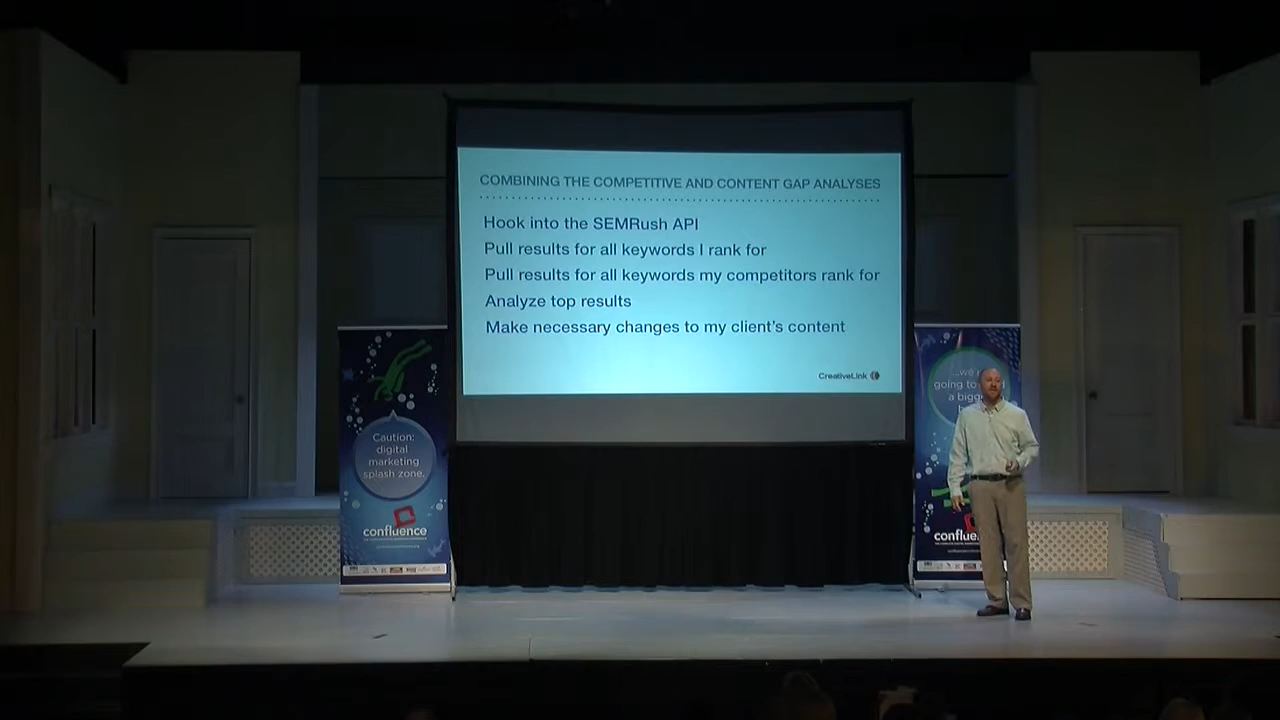 COMBINING THE COMPETITIVE AND CONTENT GAP ANALYSES
Hook into the SEMRush API
Pull results for all keywords I rank for
Pull results for all keywords my competitors rank for
Analyze top results
Make necessary changes to my client's content
CreativeLink
Caution:
digital
marketing
splash zone.
confluence
...we'
going to
a bigg
conflue